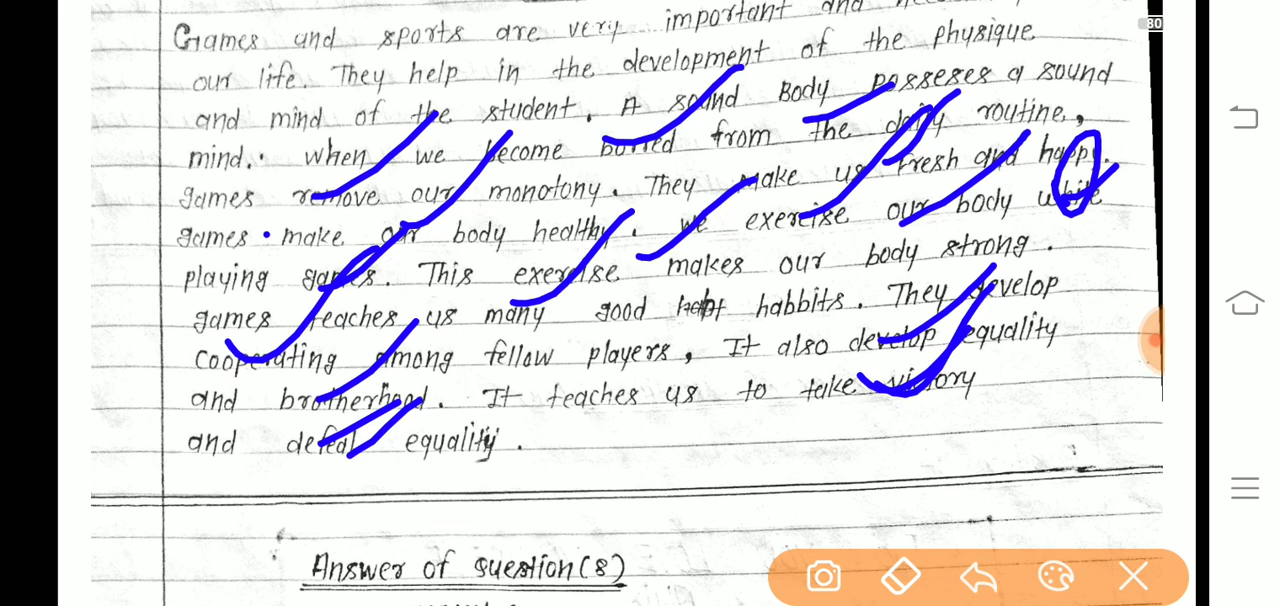 Games and sports are very important and
our life. They help in the development of the physique
and mind of the student. A sound Body posseses a sound
mind. when we become borred from the daily routine,
games remove our monotony. They make us fresh and happy.
games make our body healthy. we exercise our body while
playing games. This exercise makes our body strong.
games teaches us many good habbits. They develop
Cooperating among fellow players, It also develop equality
and brotherhood. It teaches us to take victory
and defeat equality.
Answer of question(8)
80